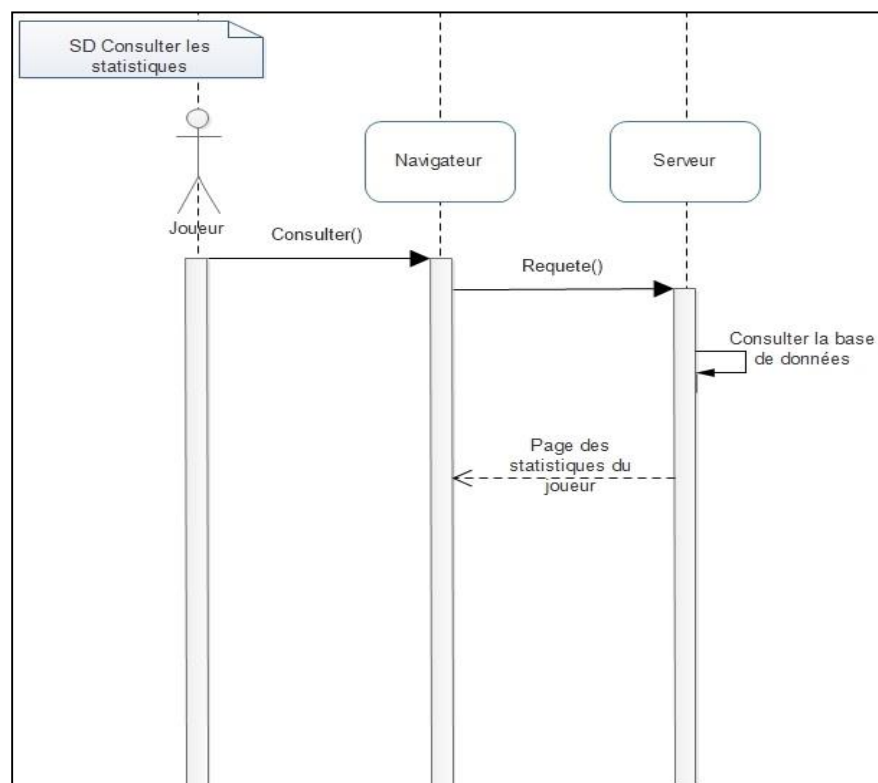 SD Consulter les
statistiques
Navigateur
Serveur
Joueur
Consulter()
Requete()
Consulter la base
de données
Page des
statistiques du
joueur